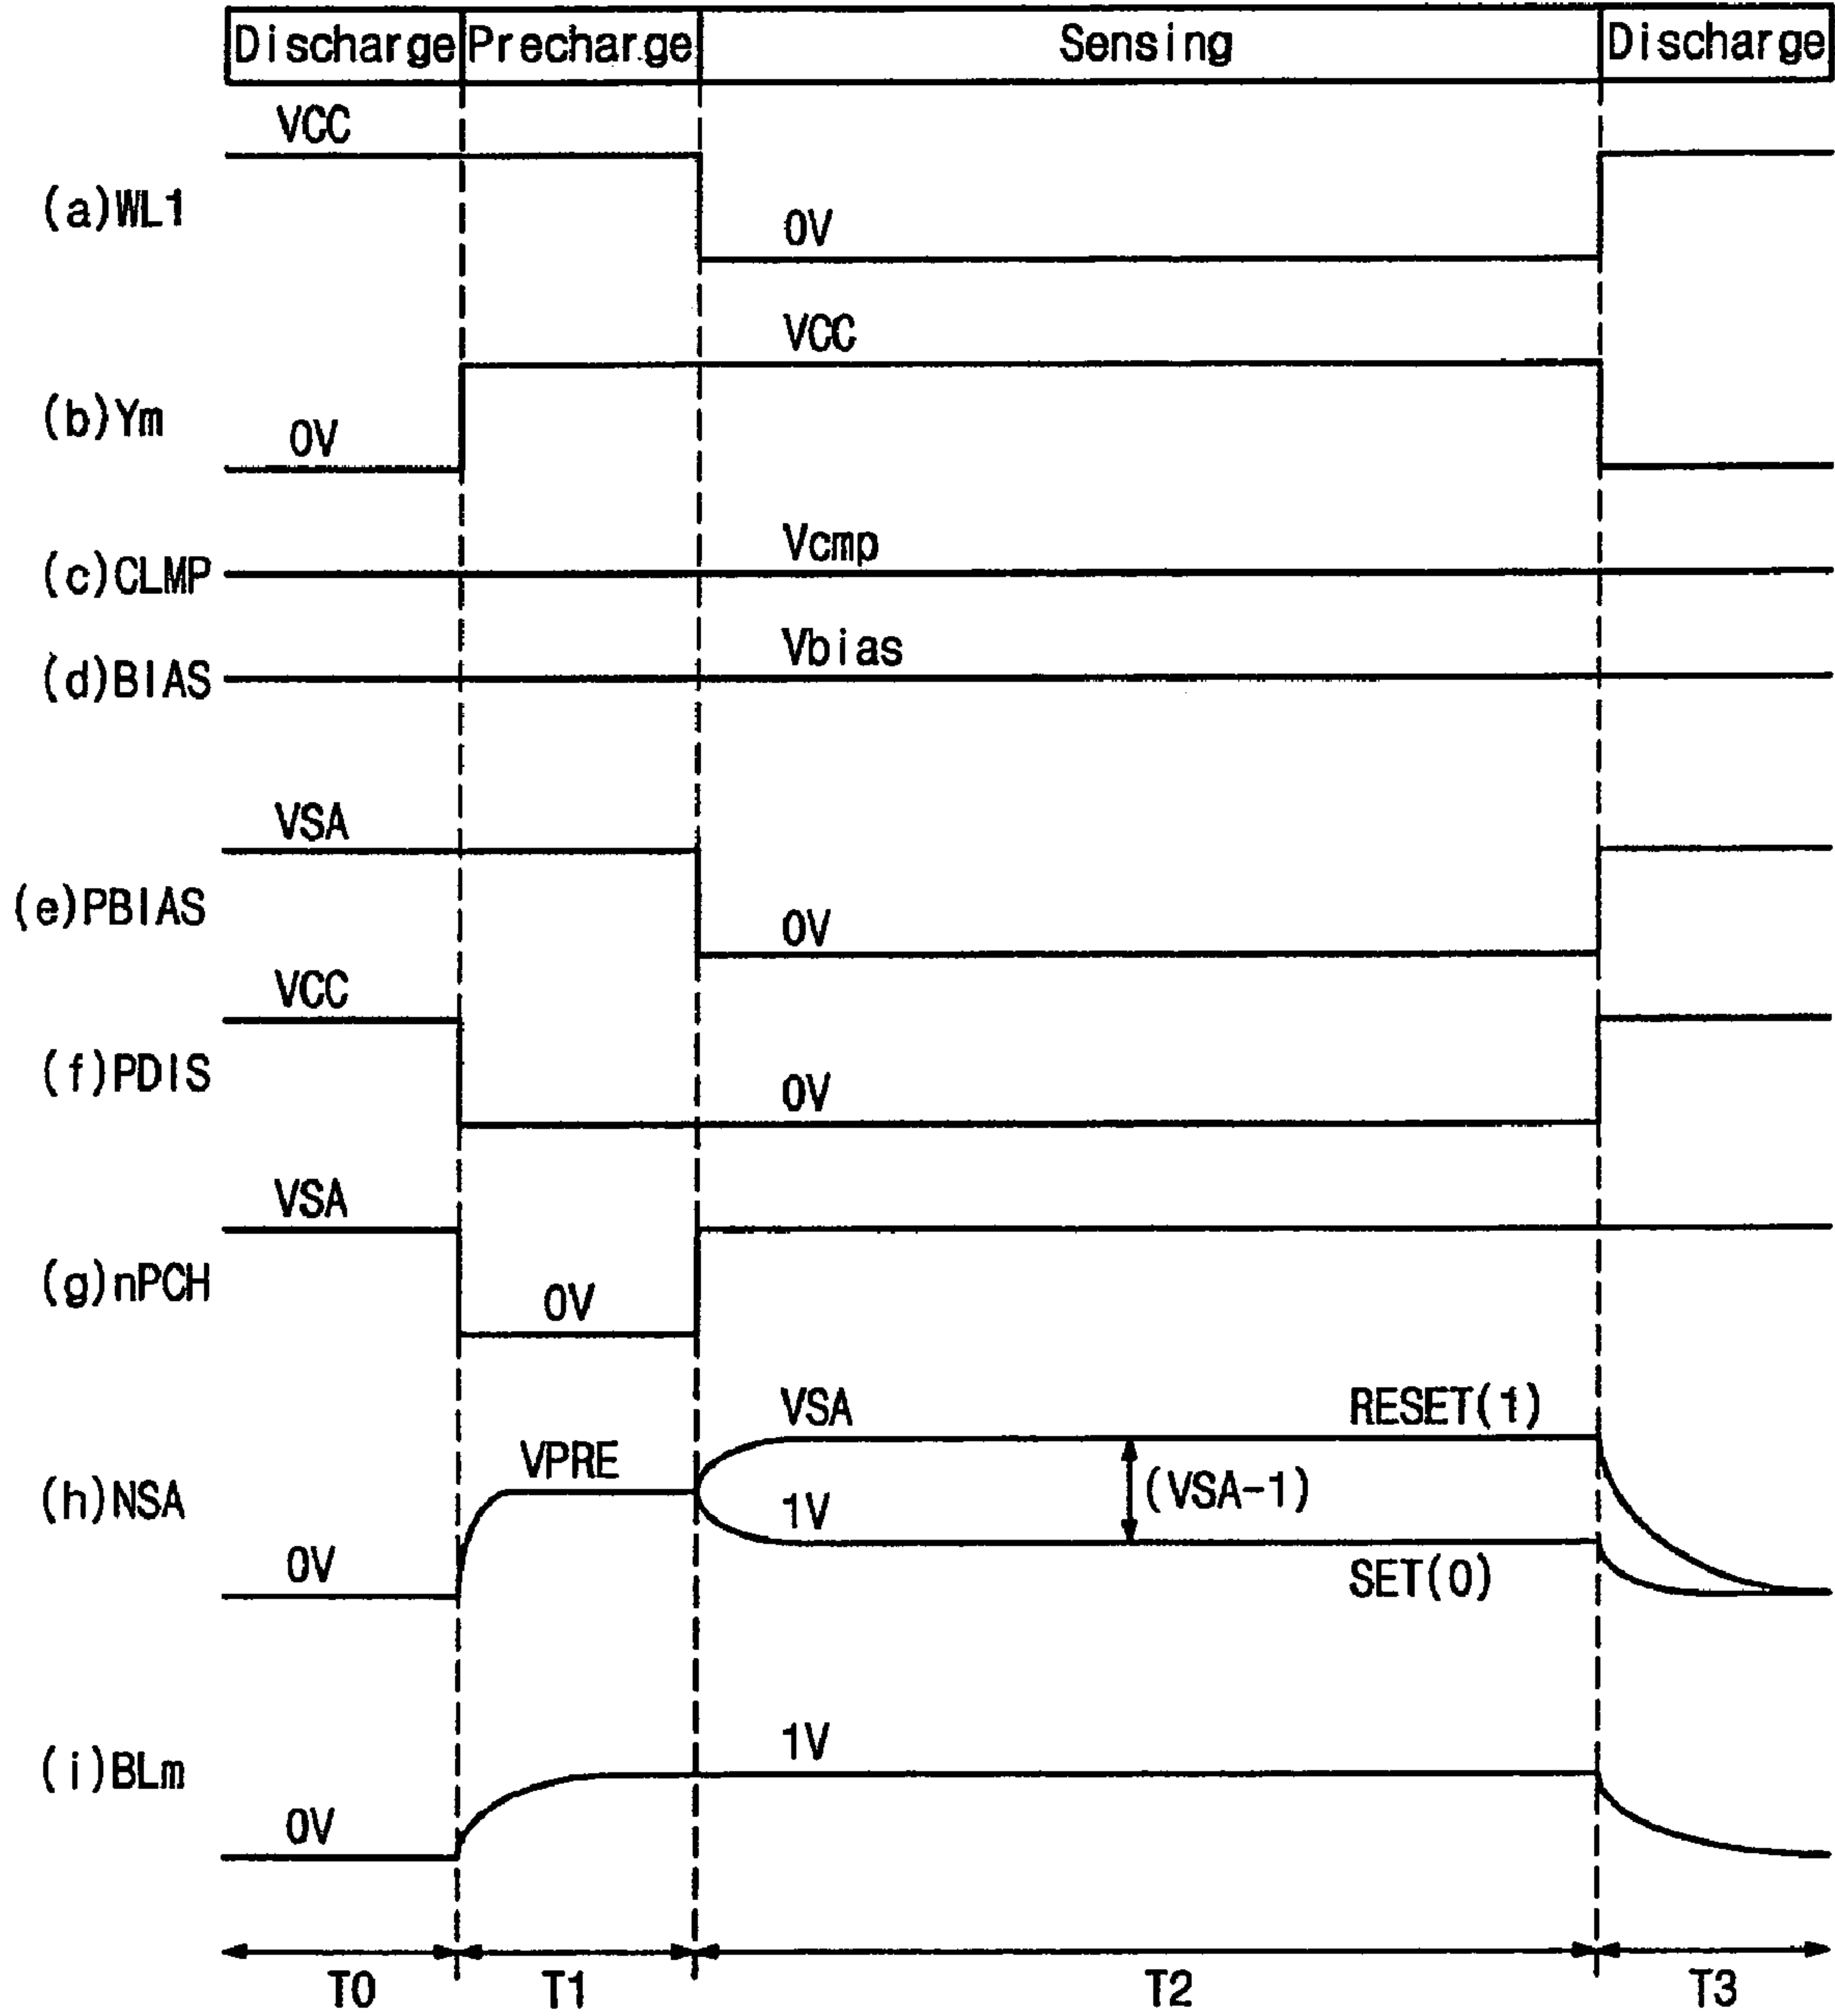 Discharge Precharge Sensing Discharge
VCC
(a)WL1
0V
VCC
(b)Ym
0V
Vcmp
(c)CLMP
Vbias
(d)BIAS
VSA
(e)PBIAS
0V
VCC
(f)PDIS
0V
VSA
(g)nPCH
0V
VSA RESET(1)
VPRE
(h)NSA
1V (VSA-1)
0V
SET(0)
1V
(i)BLm
0V
T0 T1 T2 T3